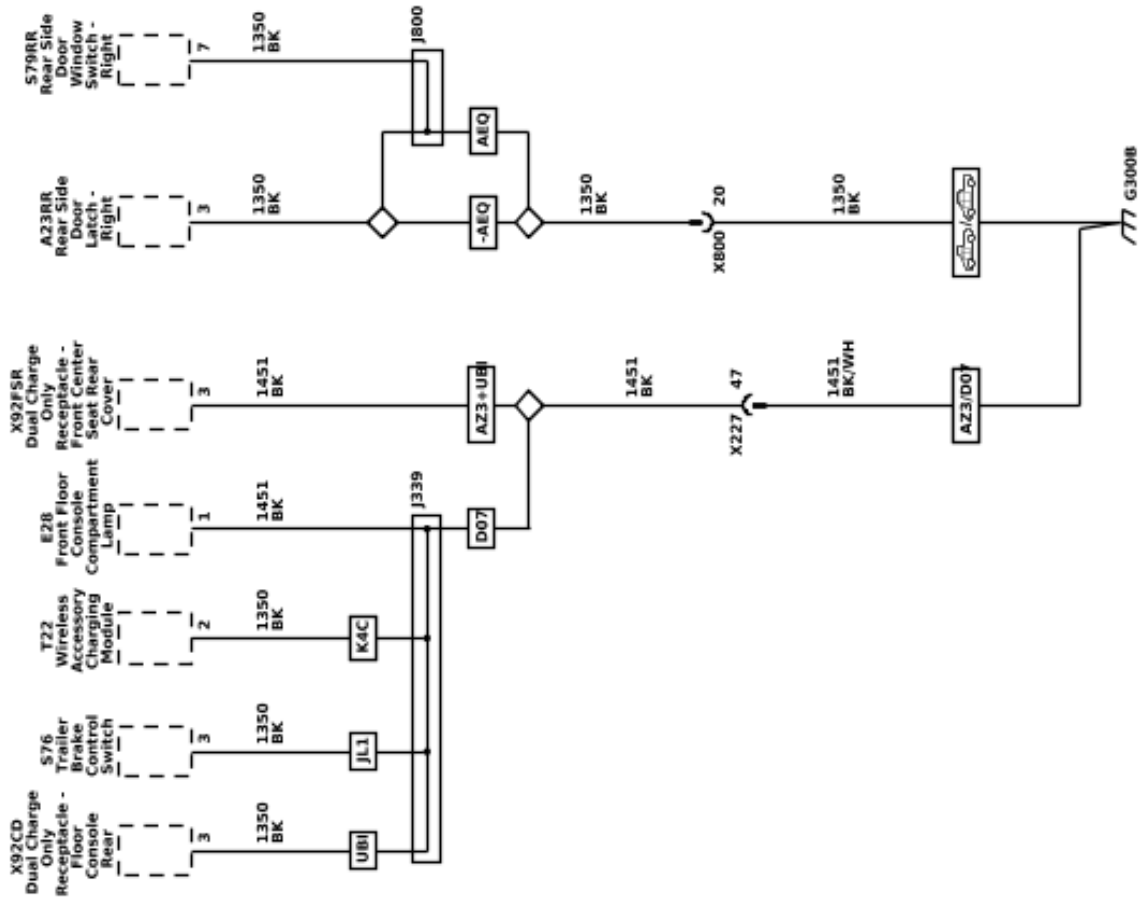 X92CD
Dual Charge
Only
Receptacle -
Floor
Console
Rear
S76
Trailer
Brake
Control
Switch
T22
Wireless
Accessory
Charging
Module
E28
Front Floor
Console
Compartment
Lamp
X92FSR
Dual Charge
Only
Receptacle -
Front Center
Seat Rear
Cover
A23RR
Rear Side
Door
Latch -
Right
S79RR
Rear Side
Door
Window
Switch -
Right
3
3
2
1
3
3
7
1350
BK
1350
BK
1350
BK
1451
BK
1451
BK
1350
BK
1350
BK
UBI
JL1
K4C
J339
J800
D07
AZ3+UBI
-AEQ
AEQ
1451
BK
1350
BK
X227
47
X800
20
1451
BK/WH
1350
BK
AZ3/D07
/
G300B